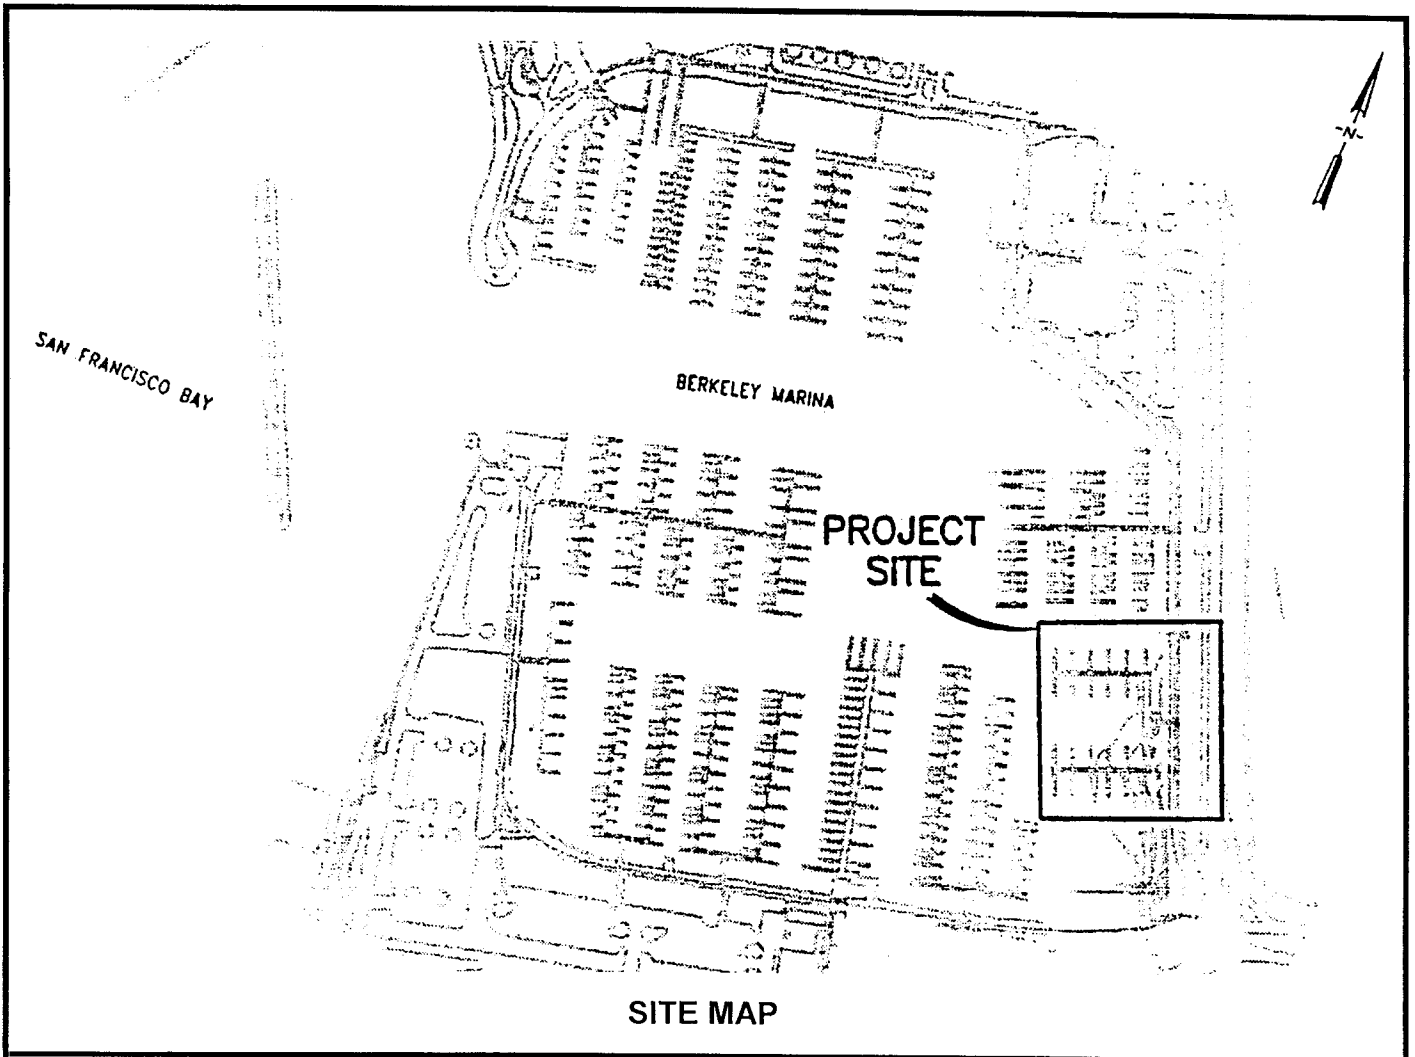 -N-
SAN FRANCISCO BAY
BERKELEY MARINA
PROJECT
SITE
SITE MAP